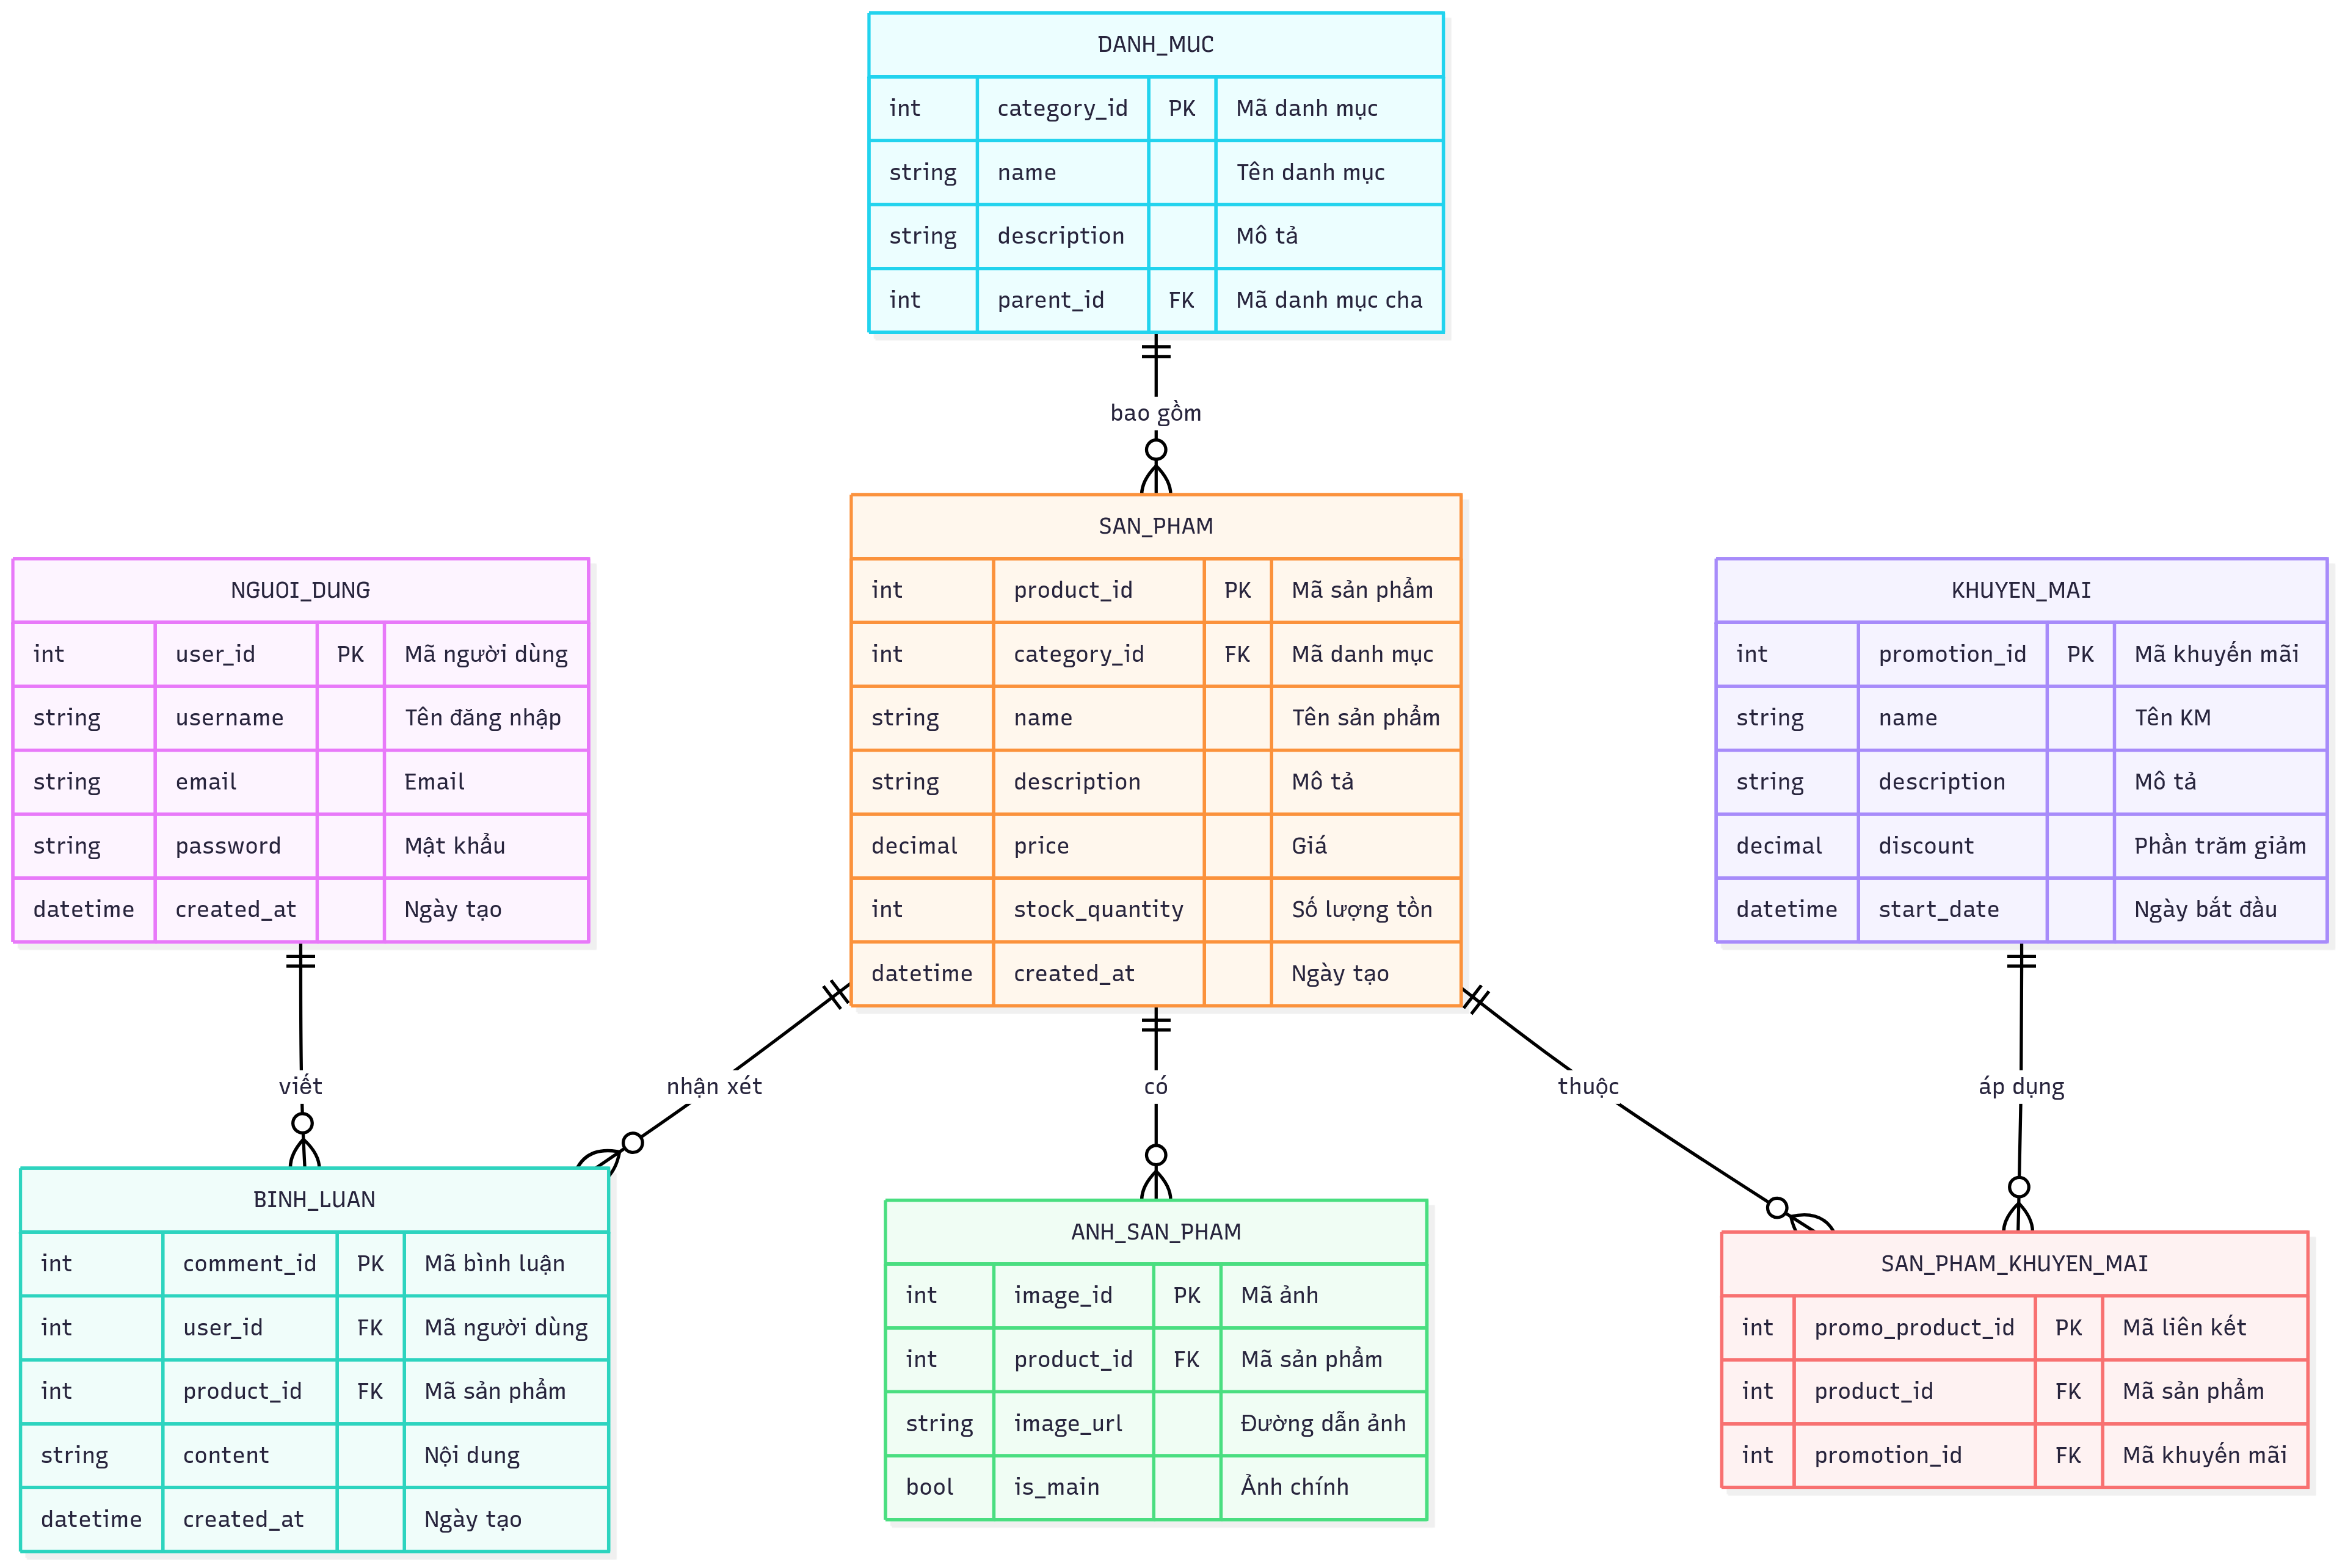 DANH_MUC
int category_id PK Mã danh mục
string name Tên danh mục
string description Mô tả
int parent_id FK Mã danh mục cha
bao gồm
SAN_PHAM
int product_id PK Mã sản phẩm
int category_id FK Mã danh mục
string name Tên sản phẩm
string description Mô tả
decimal price Giá
int stock_quantity Số lượng tồn
datetime created_at Ngày tạo
NGUOI_DUNG
int user_id PK Mã người dùng
string username Tên đăng nhập
string email Email
string password Mật khẩu
datetime created_at Ngày tạo
KHUYEN_MAI
int promotion_id PK Mã khuyến mãi
string name Tên KM
string description Mô tả
decimal discount Phần trăm giảm
datetime start_date Ngày bắt đầu
viết
nhận xét
có
thuộc
áp dụng
BINH_LUAN
int comment_id PK Mã bình luận
int user_id FK Mã người dùng
int product_id FK Mã sản phẩm
string content Nội dung
datetime created_at Ngày tạo
ANH_SAN_PHAM
int image_id PK Mã ảnh
int product_id FK Mã sản phẩm
string image_url Đường dẫn ảnh
bool is_main Ảnh chính
SAN_PHAM_KHUYEN_MAI
int promo_product_id PK Mã liên kết
int product_id FK Mã sản phẩm
int promotion_id FK Mã khuyến mãi